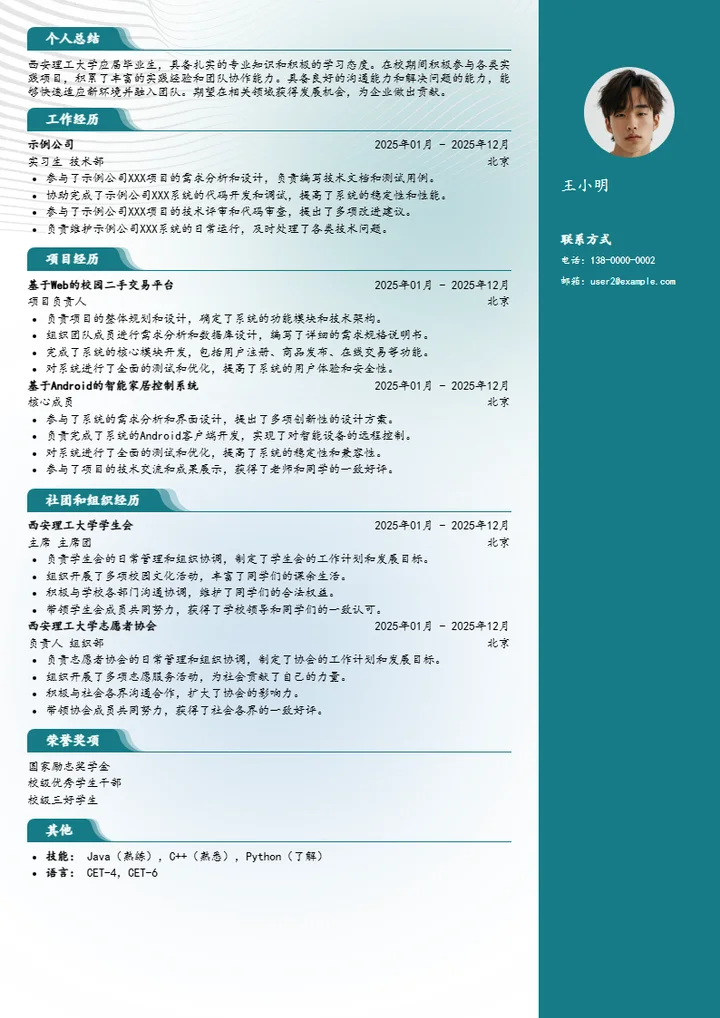 个人总结
西安理工大学应届毕业生，具备扎实的专业知识和积极的学习态度。在校期间积极参与各类实
践项目，积累了丰富的实践经验和团队协作能力。具备良好的沟通能力和解决问题的能力，能
够快速适应新环境并融入团队。期望在相关领域获得发展机会，为企业做出贡献。
工作经历
示例公司 2025年01月 - 2025年12月
实习生 技术部 北京
• 参与了示例公司XXX项目的需求分析和设计，负责编写技术文档和测试用例。
• 协助完成了示例公司XXX系统的代码开发和调试，提高了系统的稳定性和性能。
• 参与了示例公司XXX项目的技术评审和代码审查，提出了多项改进建议。
• 负责维护示例公司XXX系统的日常运行，及时处理了各类技术问题。
项目经历
基于Web的校园二手交易平台 2025年01月 - 2025年12月
项目负责人 北京
• 负责项目的整体规划和设计，确定了系统的功能模块和技术架构。
• 组织团队成员进行需求分析和数据库设计，编写了详细的需求规格说明书。
• 完成了系统的核心模块开发，包括用户注册、商品发布、在线交易等功能。
• 对系统进行了全面的测试和优化，提高了系统的用户体验和安全性。
基于Android的智能家居控制系统 2025年01月 - 2025年12月
核心成员 北京
• 参与了系统的需求分析和界面设计，提出了多项创新性的设计方案。
• 负责完成了系统的Android客户端开发，实现了对智能设备的远程控制。
• 对系统进行了全面的测试和优化，提高了系统的稳定性和兼容性。
• 参与了项目的技术交流和成果展示，获得了老师和同学的一致好评。
社团和组织经历
西安理工大学学生会 2025年01月 - 2025年12月
主席 主席团 北京
• 负责学生会的日常管理和组织协调，制定了学生会的工作计划和发展目标。
• 组织开展了多项校园文化活动，丰富了同学们的课余生活。
• 积极与学校各部门沟通协调，维护了同学们的合法权益。
• 带领学生会成员共同努力，获得了学校领导和同学们的一致认可。
西安理工大学志愿者协会 2025年01月 - 2025年12月
负责人 组织部 北京
• 负责志愿者协会的日常管理和组织协调，制定了协会的工作计划和发展目标。
• 组织开展了多项志愿服务活动，为社会贡献了自己的力量。
• 积极与社会各界沟通合作，扩大了协会的影响力。
• 带领协会成员共同努力，获得了社会各界的一致好评。
荣誉奖项
国家励志奖学金
校级优秀学生干部
校级三好学生
其他
• 技能： Java（熟练），C++（熟悉），Python（了解）
• 语言： CET-4，CET-6
王小明
联系方式
电话：138-0000-0002
邮箱：user2@example.com